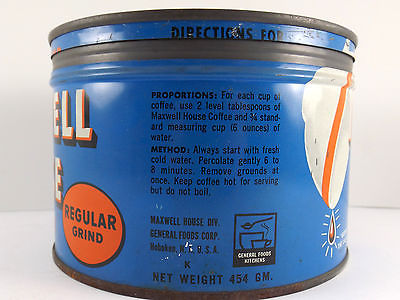 DIRECTIONS FOR
PROPORTIONS: For each cup of
coffee, use 2 level tablespoons of
Maxwell House Coffee and ¾ stand-
ard measuring cup (6 ounces) of
water.
METHOD: Always start with fresh
cold water. Percolate gently 6 to
8 minutes. Remove grounds at
once. Keep coffee hot for serving
but do not boil.
ELL
E
REGULAR
GRIND
MAXWELL HOUSE DIV.
GENERAL FOODS CORP.
Hoboken, N. J. U.S.A.
K
GENERAL FOODS
KITCHENS
NET WEIGHT 454 GM.